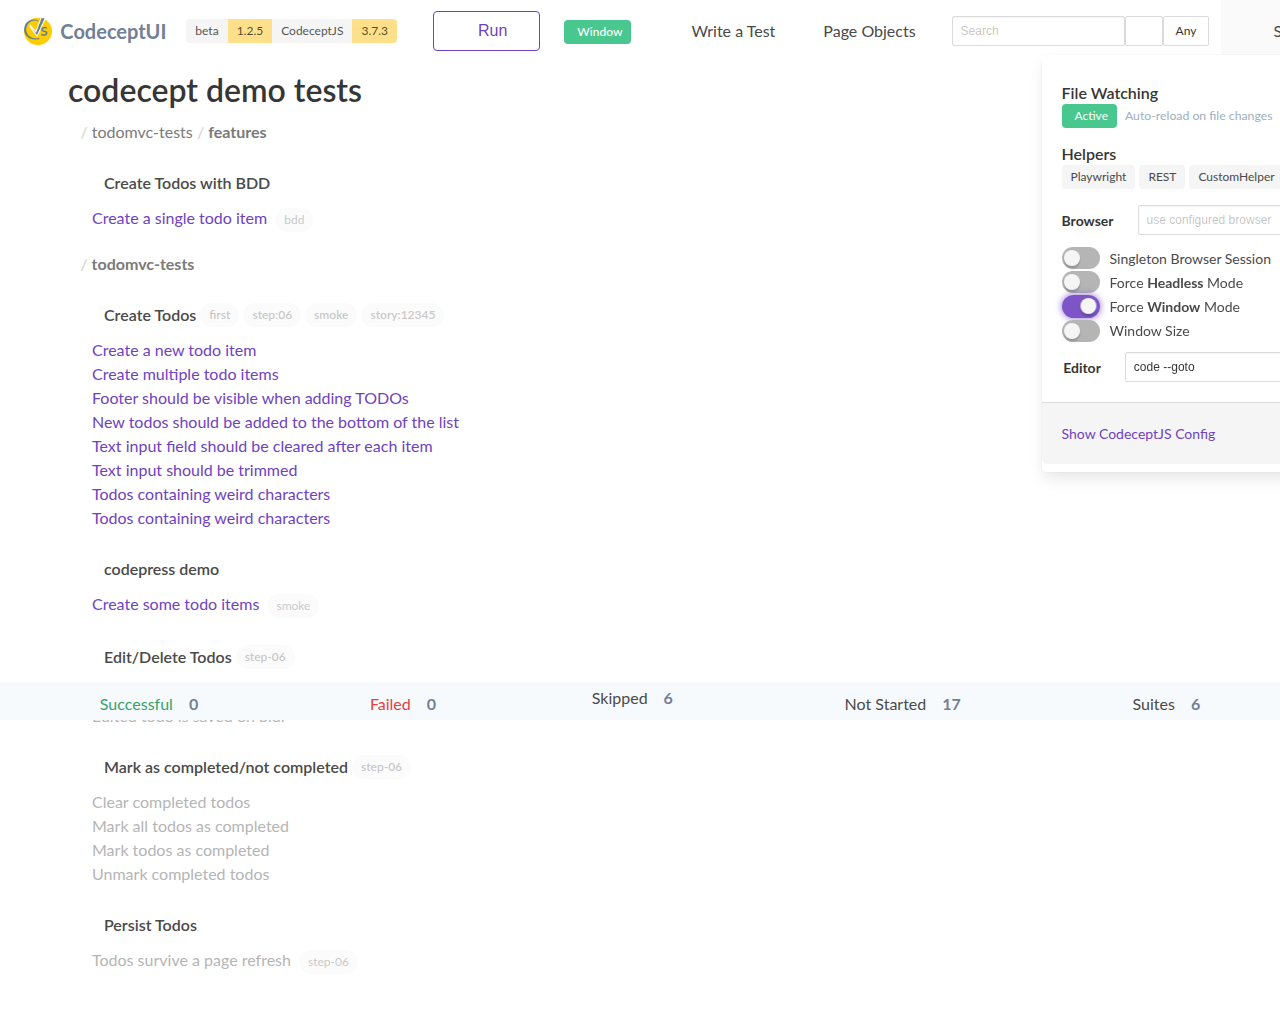 CodeceptUI beta 1.2.5 CodeceptJS 3.7.3 Run Window Write a Test Page Objects Search Any S
codecept demo tests
/ todomvc-tests / features
Create Todos with BDD
Create a single todo item bdd
/ todomvc-tests
Create Todos first step:06 smoke story:12345
Create a new todo item
Create multiple todo items
Footer should be visible when adding TODOs
New todos should be added to the bottom of the list
Text input field should be cleared after each item
Text input should be trimmed
Todos containing weird characters
Todos containing weird characters
codepress demo
Create some todo items smoke
Edit/Delete Todos step-06
File Watching
Active Auto-reload on file changes
Helpers
Playwright REST CustomHelper
Browser use configured browser
Singleton Browser Session
Force Headless Mode
Force Window Mode
Window Size
Editor code --goto
Show CodeceptJS Config
Successful 0 Failed 0 Skipped 6 Not Started 17 Suites 6
Edited todo is saved on blur
Mark as completed/not completed step-06
Clear completed todos
Mark all todos as completed
Mark todos as completed
Unmark completed todos
Persist Todos
Todos survive a page refresh step-06